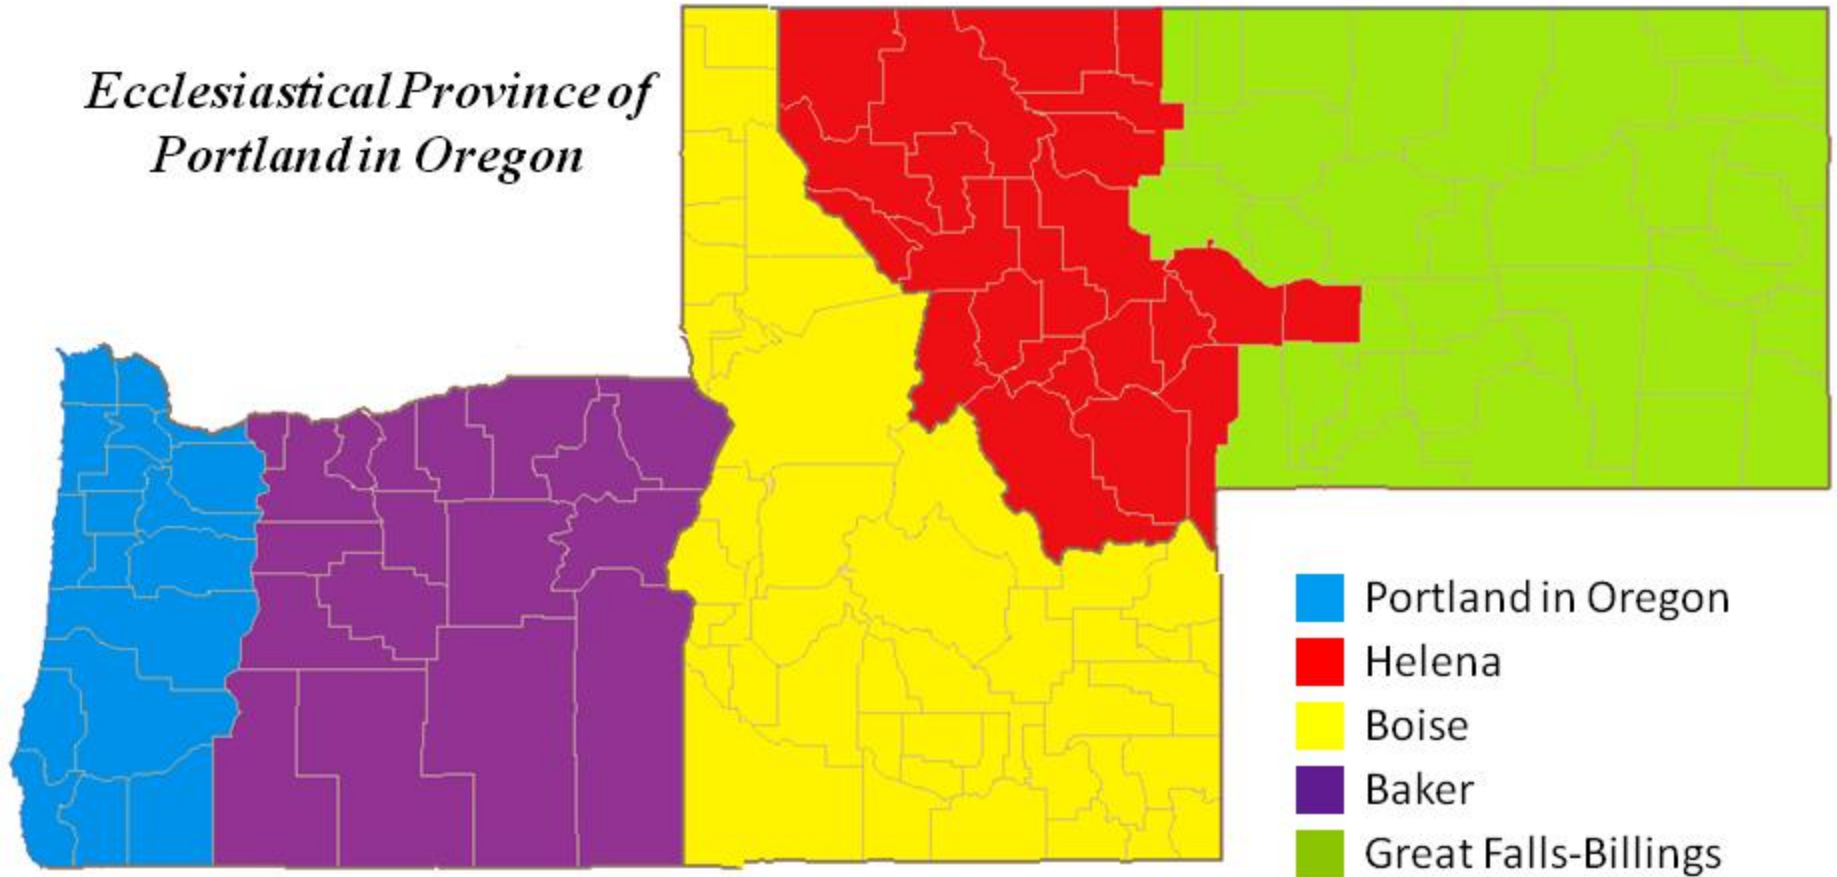 Ecclesiastical Province of
Portland in Oregon
Portland in Oregon
Helena
Boise
Baker
Great Falls-Billings